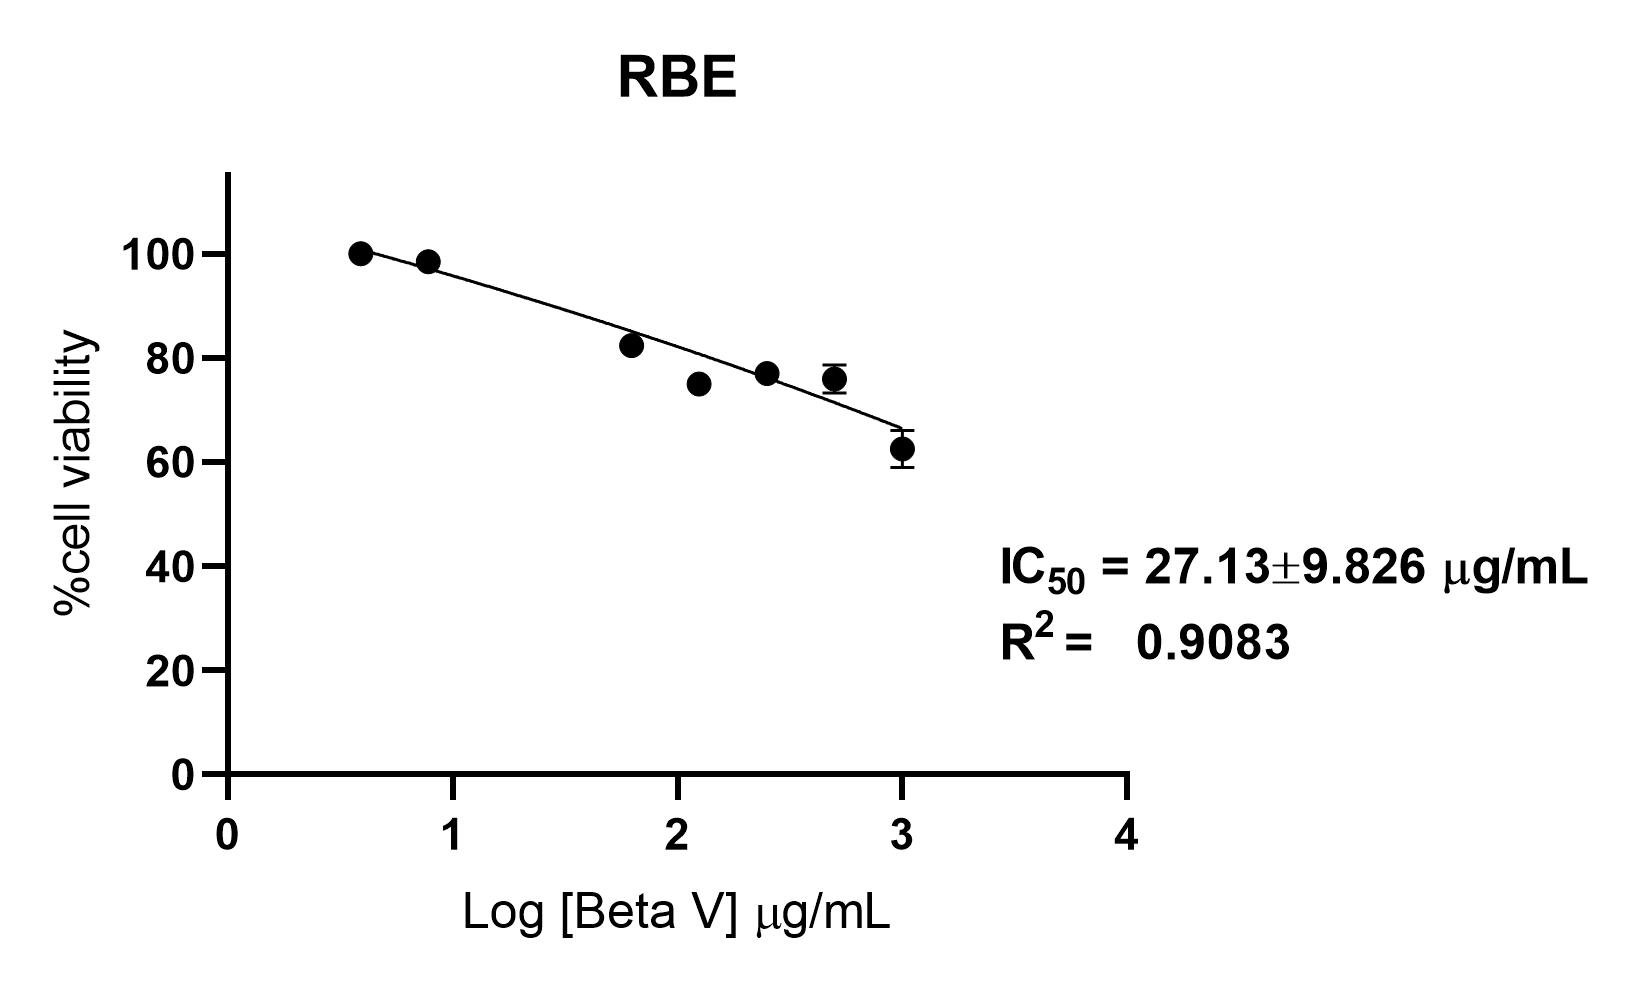 RBE
100
80
60
40
20
0
%cell viability
IC50 = 27.13±9.826 μg/mL
R2 = 0.9083
0 1 2 3 4
Log [Beta V] μg/mL